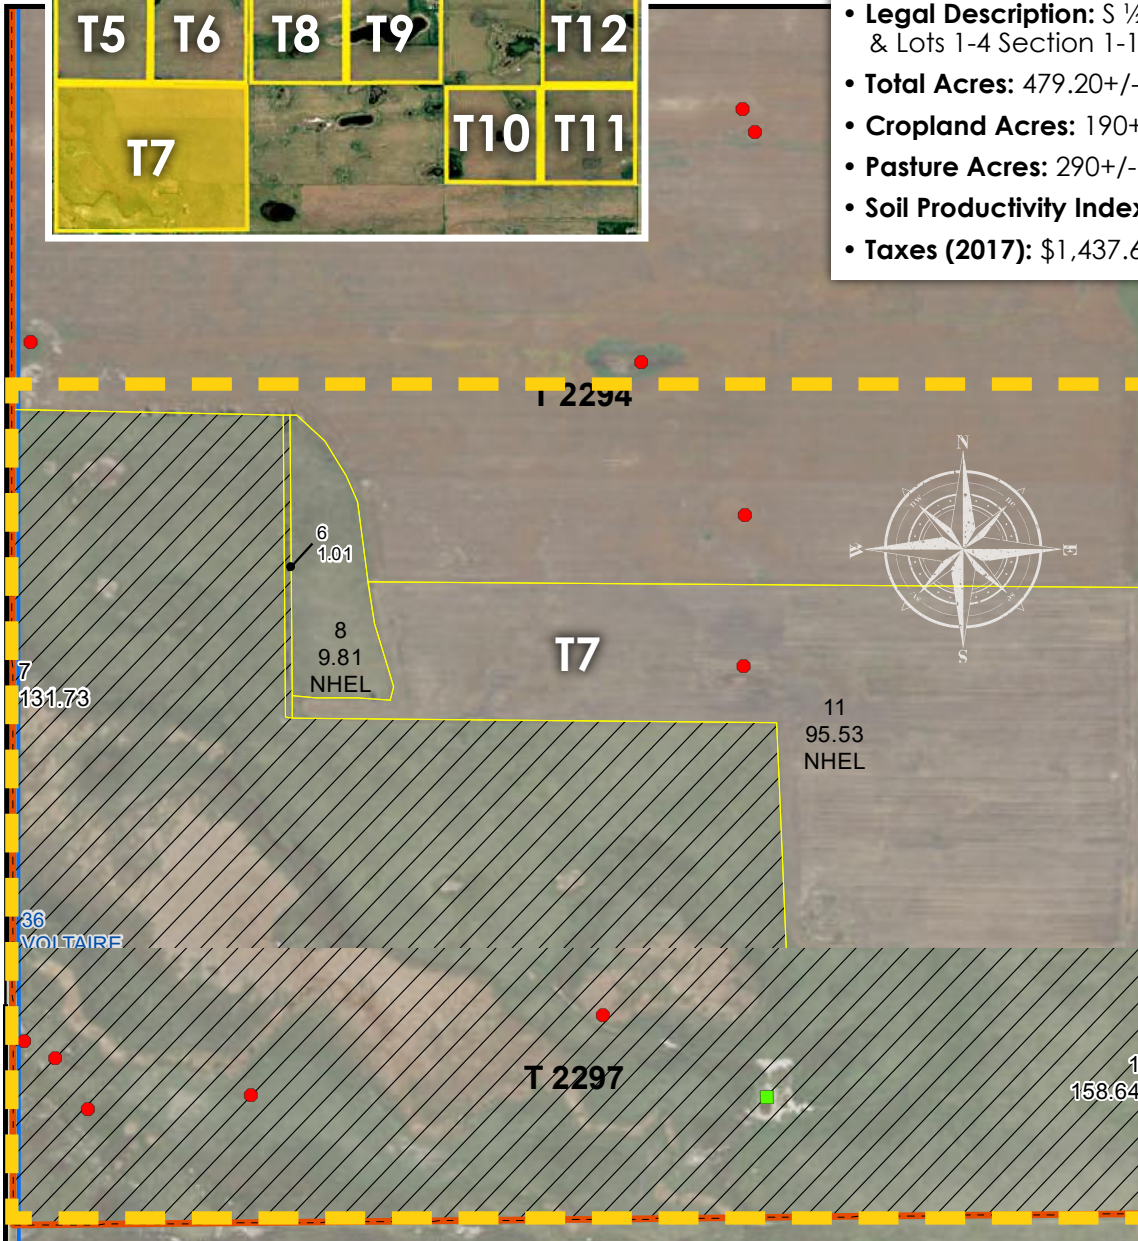 T5 T6 T8 T9 T12
T7 T10 T11
• Legal Description: S ½
& Lots 1-4 Section 1-1
• Total Acres: 479.20+/-
• Cropland Acres: 190+
• Pasture Acres: 290+/-
• Soil Productivity Index
• Taxes (2017): $1,437.6
T 2294
N
W
E
S
6
1.01
8
9.81
NHEL
T7
7
131.73
11
95.53
NHEL
36
VOLTAIRE
T 2297
1
158.64